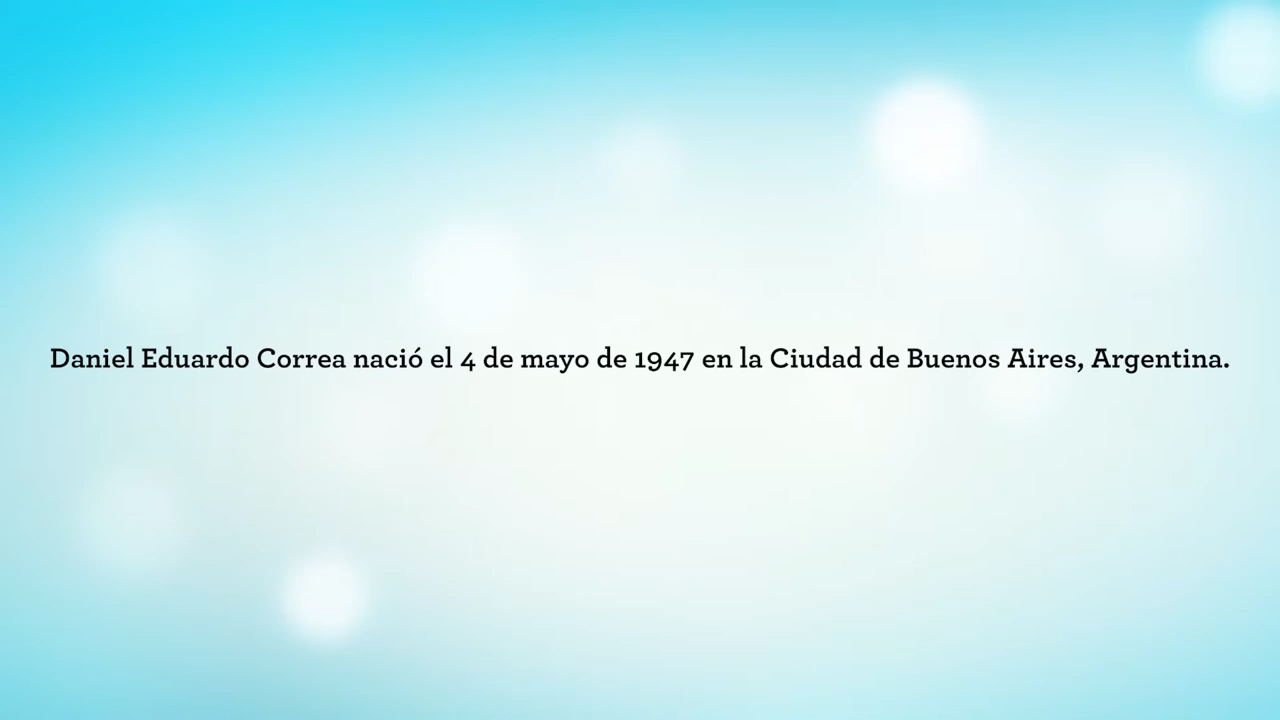 Daniel Eduardo Correa nació el 4 de mayo de 1947 en la Ciudad de Buenos Aires, Argentina.